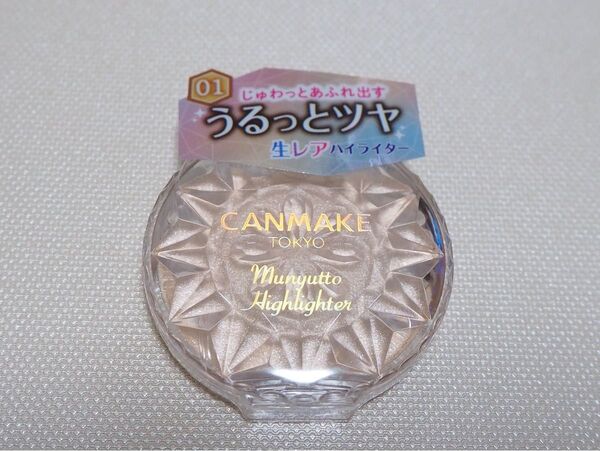 01
じゅわっとあふれ出す
うるっとツヤ
生レアハイライター
CANMAKE
TOKYO
Munyutto
Highlighter